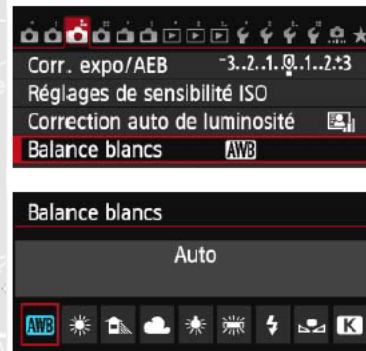 Corr. expo/AEB -3..2..1..0..1..2..+3
Réglages de sensibilité ISO
Correction auto de luminosité
Balance blancs AWB
Balance blancs
Auto
AWB K